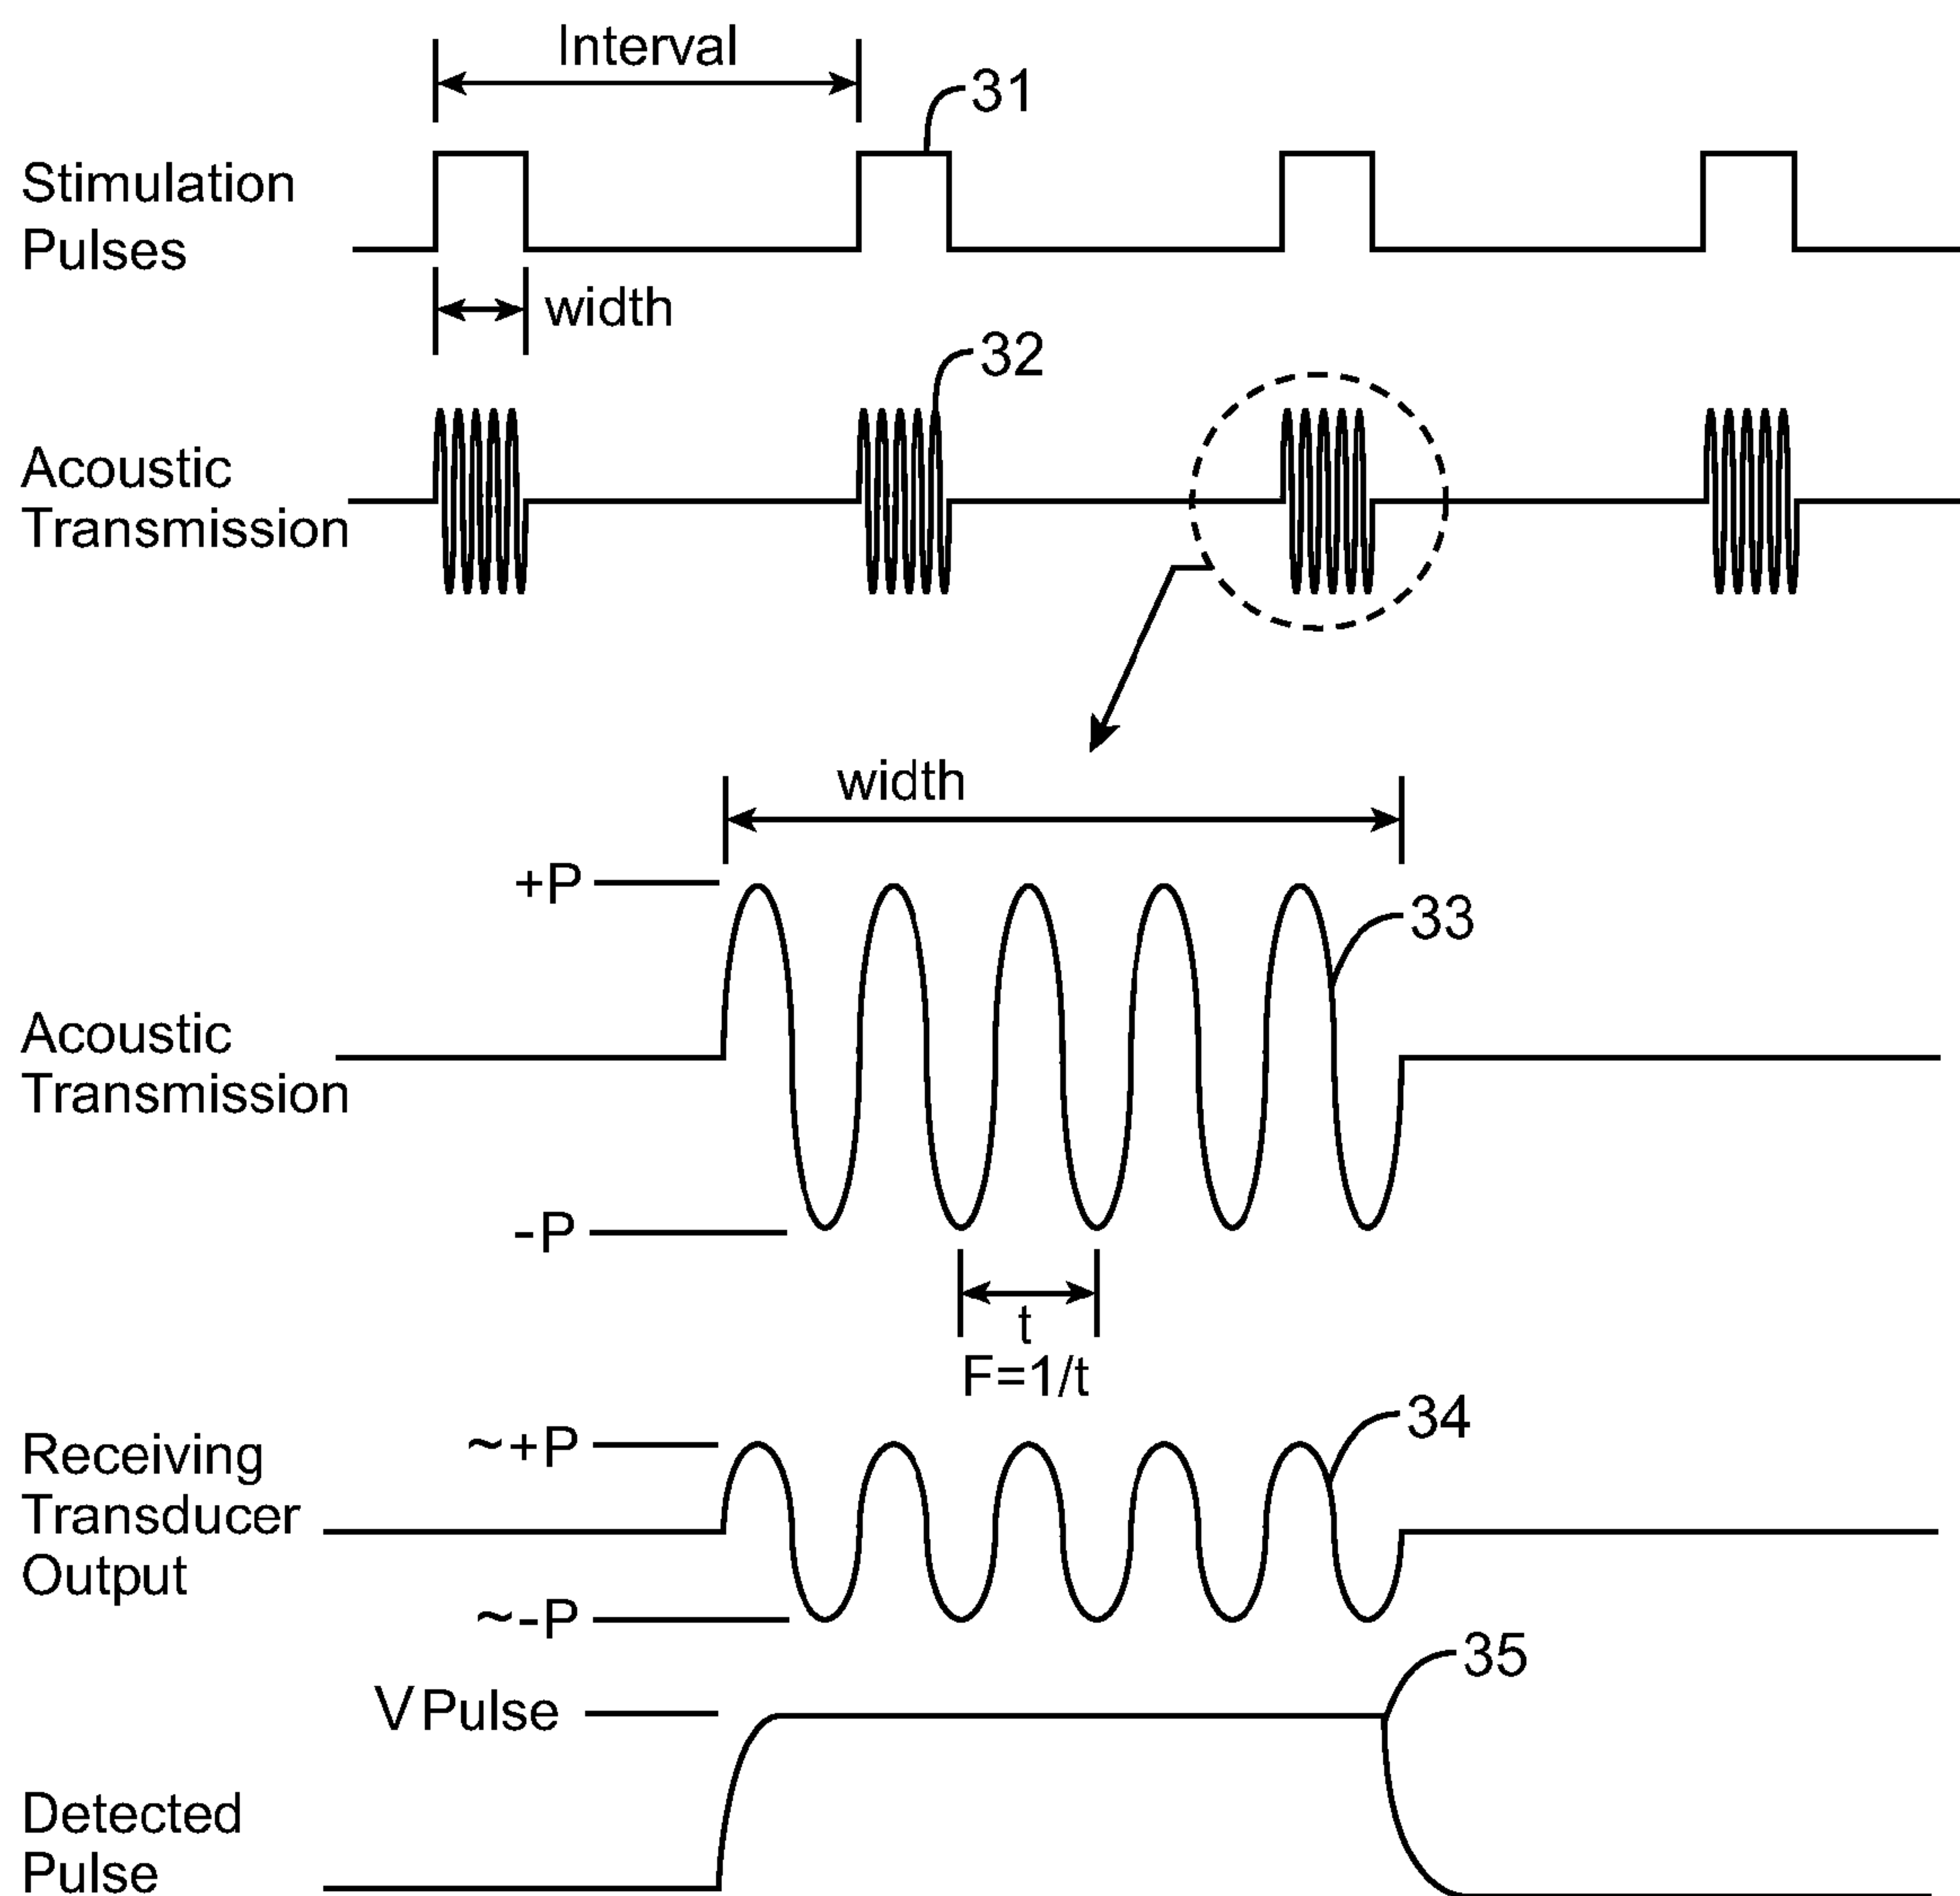 Interval
31
Stimulation
Pulses
width
32
Acoustic
Transmission
width
+P
33
Acoustic
Transmission
-P
t
F=1/t
34
~+P
Receiving
Transducer
Output
~-P
35
V Pulse
Detected
Pulse